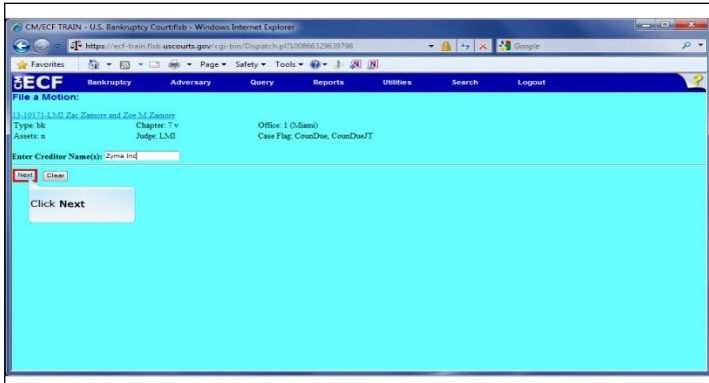 CM/ECF TRAIN - U.S. Bankruptcy Court:flsb - Windows Internet Explorer
https://ecf-train.flsb.uscourts.gov/cgi-bin/Dispatch.pl?100866329639798
Google
Favorites Page Safety Tools
ECF Bankruptcy Adversary Query Reports Utilities Search Logout ?
File a Motion:
13-10171-LMI Zac Zamore and Zoe M Zamore
Type: bk Chapter: 7 v Office: 1 (Miami)
Assets: n Judge: LMI Case Flag: CounDue, CounDueJT
Enter Creditor Name(s): Zyma Inc
Next Clear
Click Next